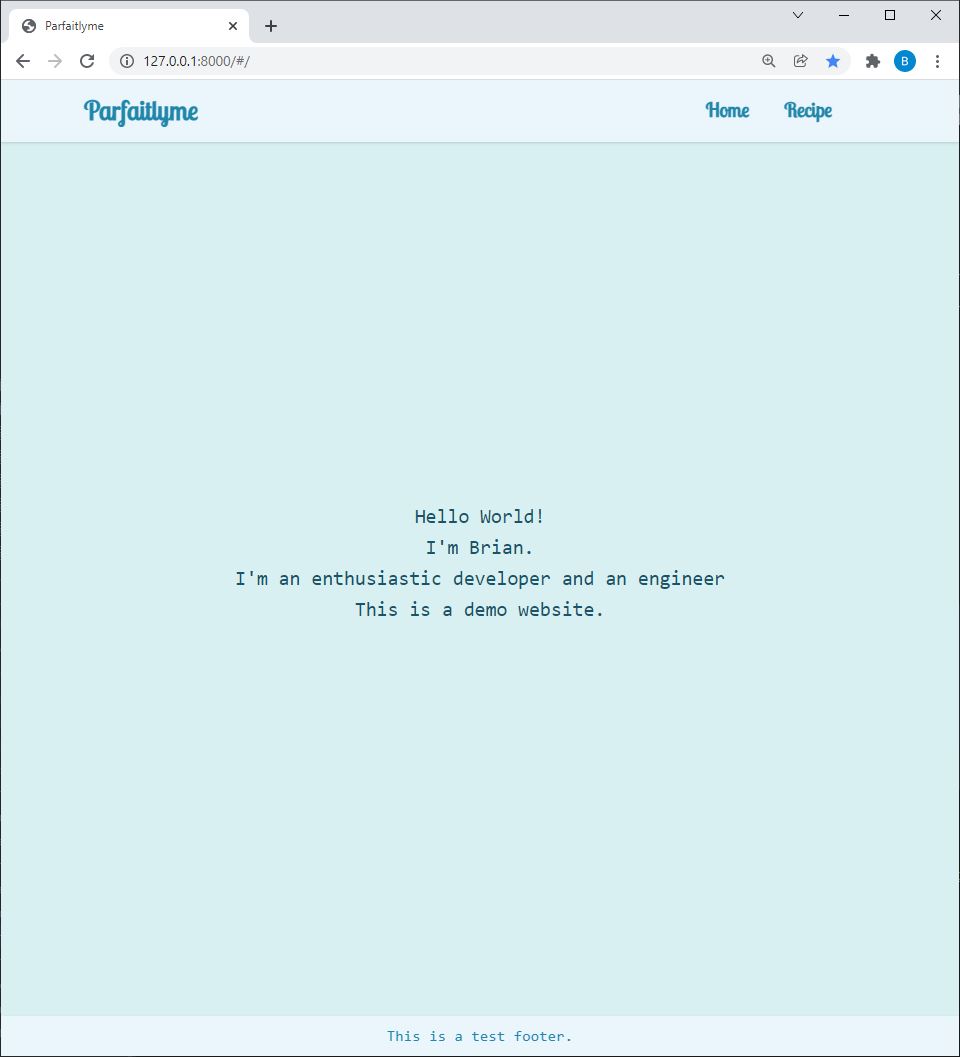 Parfaitlyme
127.0.0.1:8000/#/
B
Parfaitlyme
Home Recipe
Hello World!
I'm Brian.
I'm an enthusiastic developer and an engineer
This is a demo website.
This is a test footer.